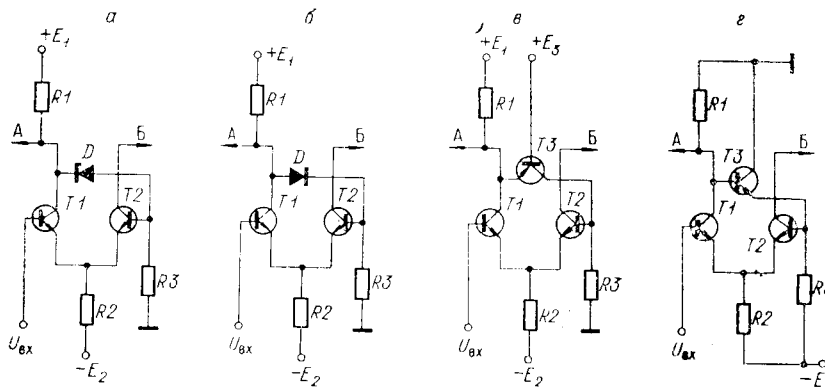 а
б
в
г
+E₁
+E₁
+E₁
+E₃
R1
R1
R1
R1
А
D
Б
А
D
Б
А
T3
Б
А
T3
Б
T1
T2
T1
T2
T1
T2
T1
T2
R3
R3
R3
R2
R2
R2
R2
Uвх
−E₂
Uвх
−E₂
Uвх
−E₂
Uвх